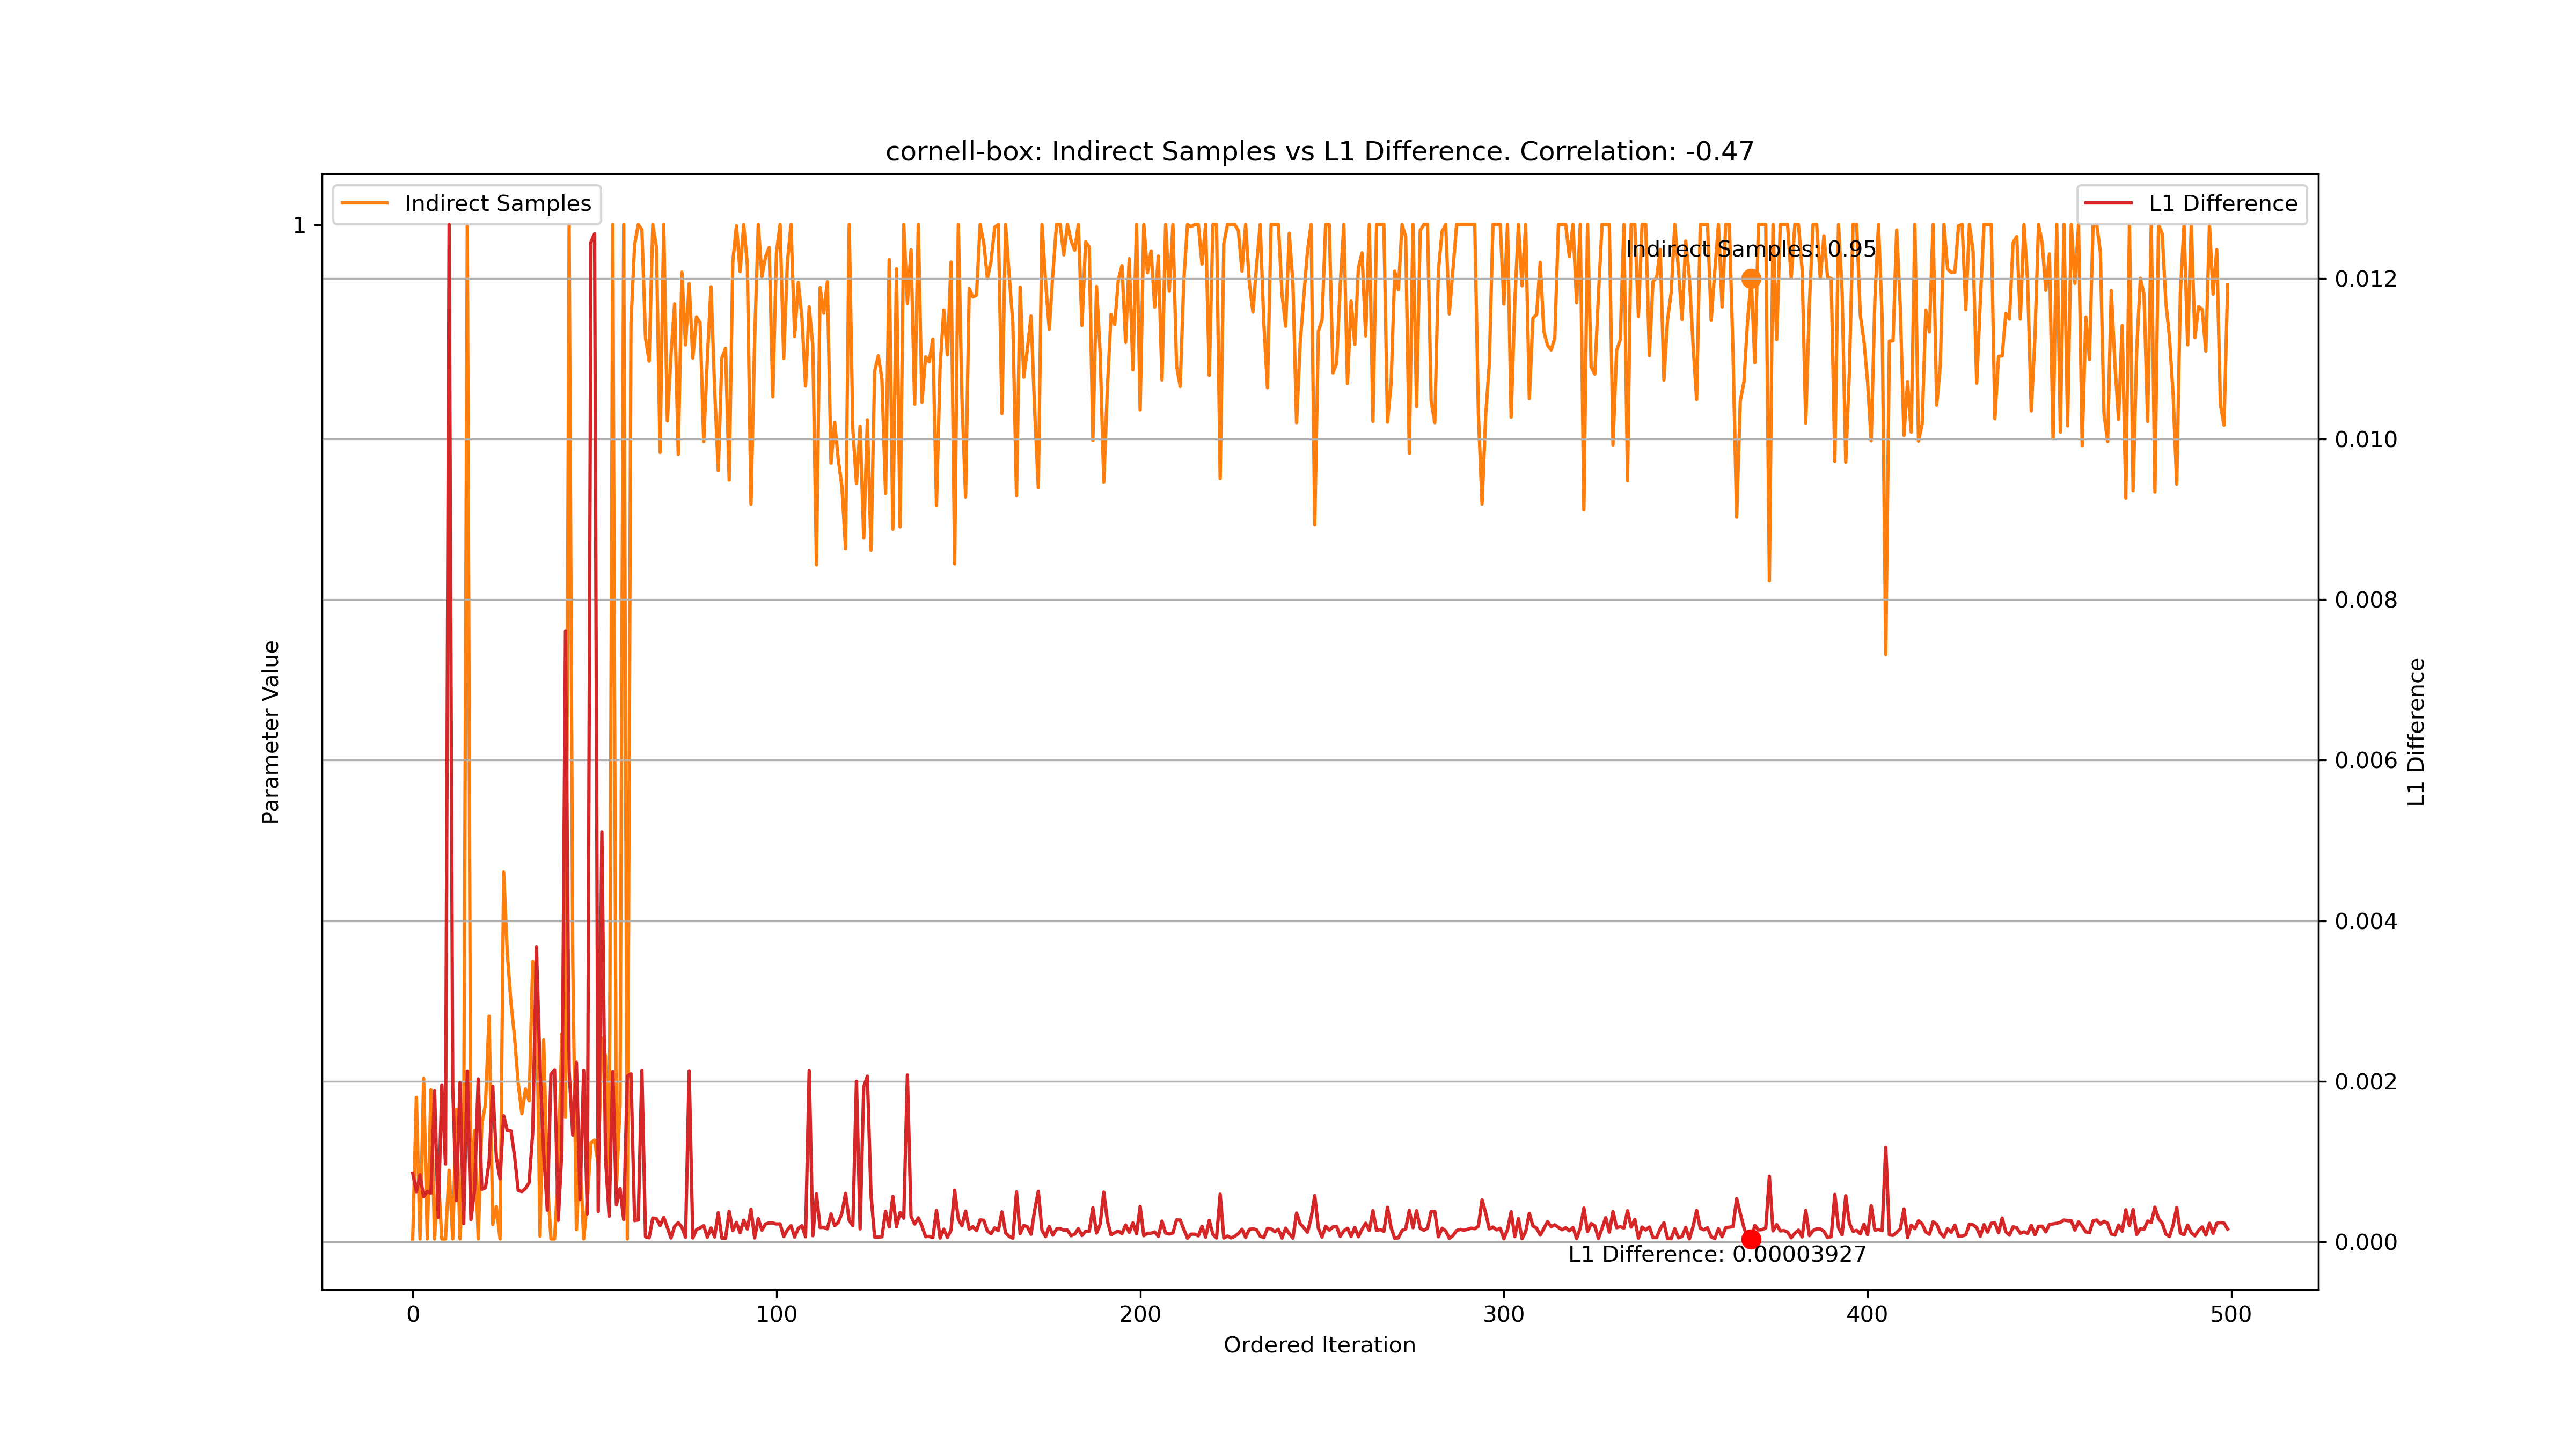 cornell-box: Indirect Samples vs L1 Difference. Correlation: -0.47
Indirect Samples
L1 Difference
1
Indirect Samples: 0.95
0.012
0.010
0.008
0.006
0.004
0.002
0.000
Parameter Value
L1 Difference
L1 Difference: 0.00003927
0 100 200 300 400 500
Ordered Iteration